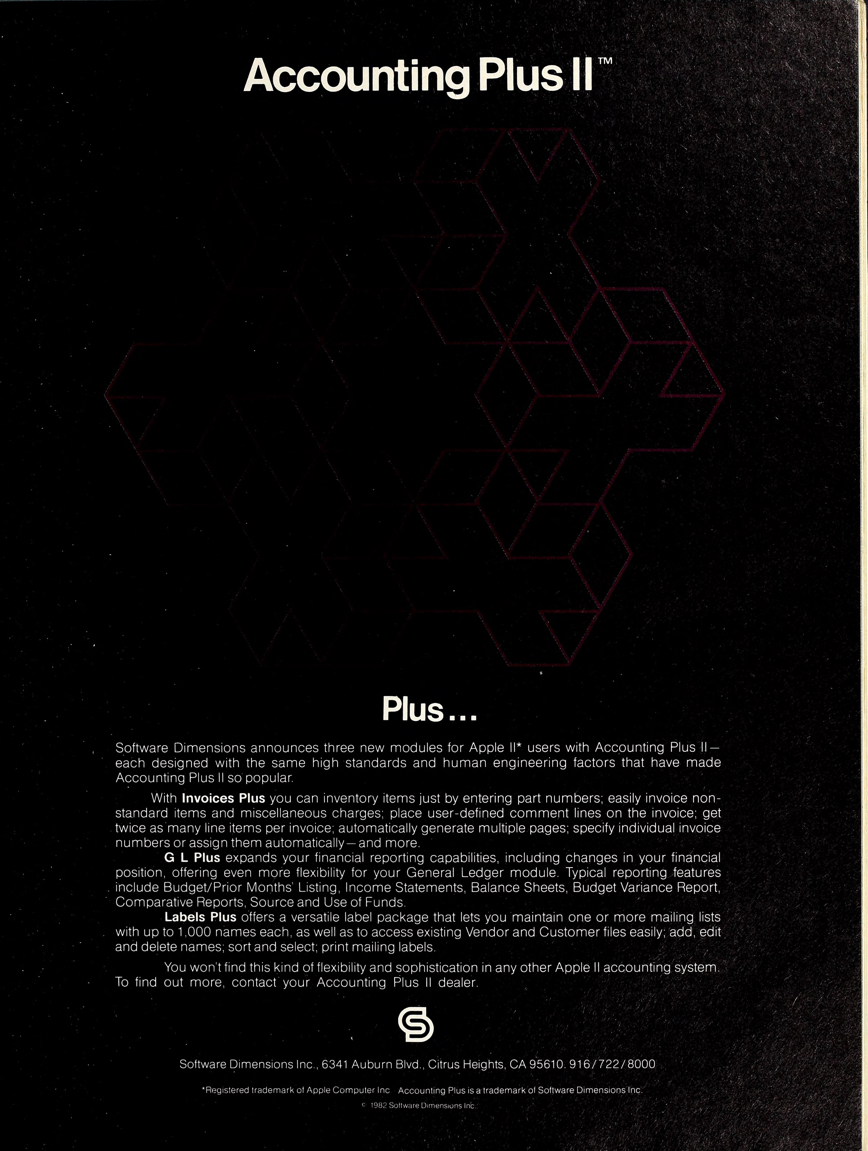 Accounting Plus II™
Plus...
Software Dimensions announces three new modules for Apple II* users with Accounting Plus II—
each designed with the same high standards and human engineering factors that have made
Accounting Plus II so popular.
With Invoices Plus you can inventory items just by entering part numbers; easily invoice non-
standard items and miscellaneous charges; place user-defined comment lines on the invoice; get
twice as many line items per invoice; automatically generate multiple pages; specify individual invoice
numbers or assign them automatically—and more.
G L Plus expands your financial reporting capabilities, including changes in your financial
position, offering even more flexibility for your General Ledger module. Typical reporting features
include Budget/Prior Months' Listing, Income Statements, Balance Sheets, Budget Variance Report,
Comparative Reports, Source and Use of Funds.
Labels Plus offers a versatile label package that lets you maintain one or more mailing lists
with up to 1,000 names each, as well as to access existing Vendor and Customer files easily; add, edit
and delete names; sort and select; print mailing labels.
You won't find this kind of flexibility and sophistication in any other Apple II accounting system.
To find out more, contact your Accounting Plus II dealer.
Software Dimensions Inc., 6341 Auburn Blvd., Citrus Heights, CA 95610. 916/722/8000
*Registered trademark of Apple Computer Inc. Accounting Plus is a trademark of Software Dimensions Inc.
© 1982 Software Dimensions Inc.